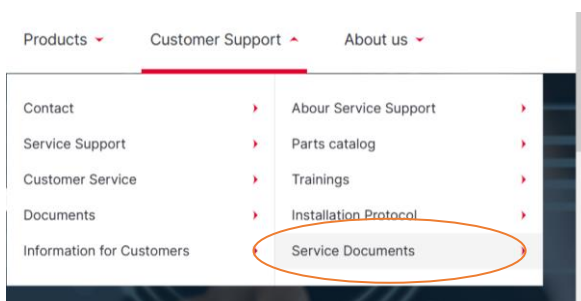 Products
Customer Support
About us
Contact
Service Support
Customer Service
Documents
Information for Customers
Abour Service Support
Parts catalog
Trainings
Installation Protocol
Service Documents